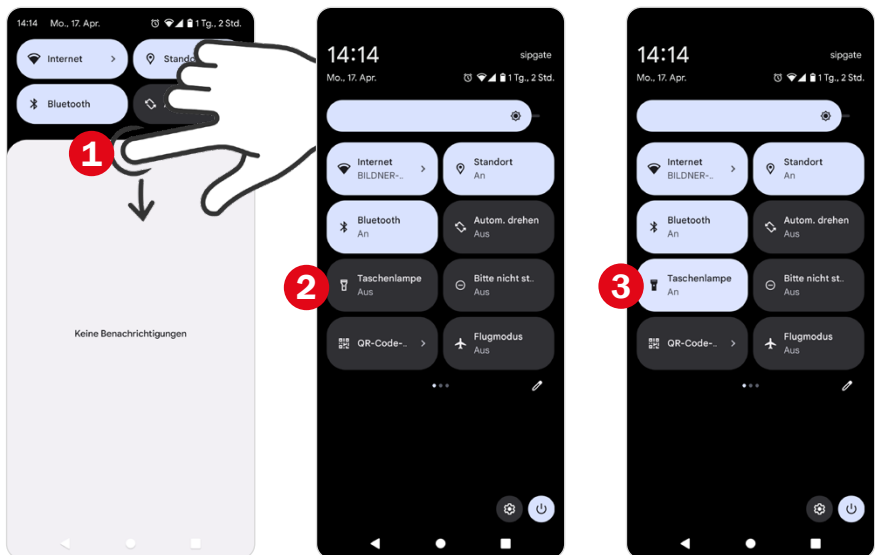 14:14 Mo., 17. Apr. 1 Tg., 2 Std.
Internet
Bluetooth
1
Keine Benachrichtigungen
14:14
sipgate
Mo., 17. Apr. 1 Tg., 2 Std.
Internet
BILDNER-..
Standort
An
Bluetooth
An
Autom. drehen
Aus
2
Taschenlampe
Aus
Bitte nicht st..
Aus
QR-Code-..
Flugmodus
Aus
14:14
sipgate
Mo., 17. Apr. 1 Tg., 2 Std.
Internet
BILDNER-..
Standort
An
Bluetooth
An
Autom. drehen
Aus
3
Taschenlampe
An
Bitte nicht st..
Aus
QR-Code-..
Flugmodus
Aus